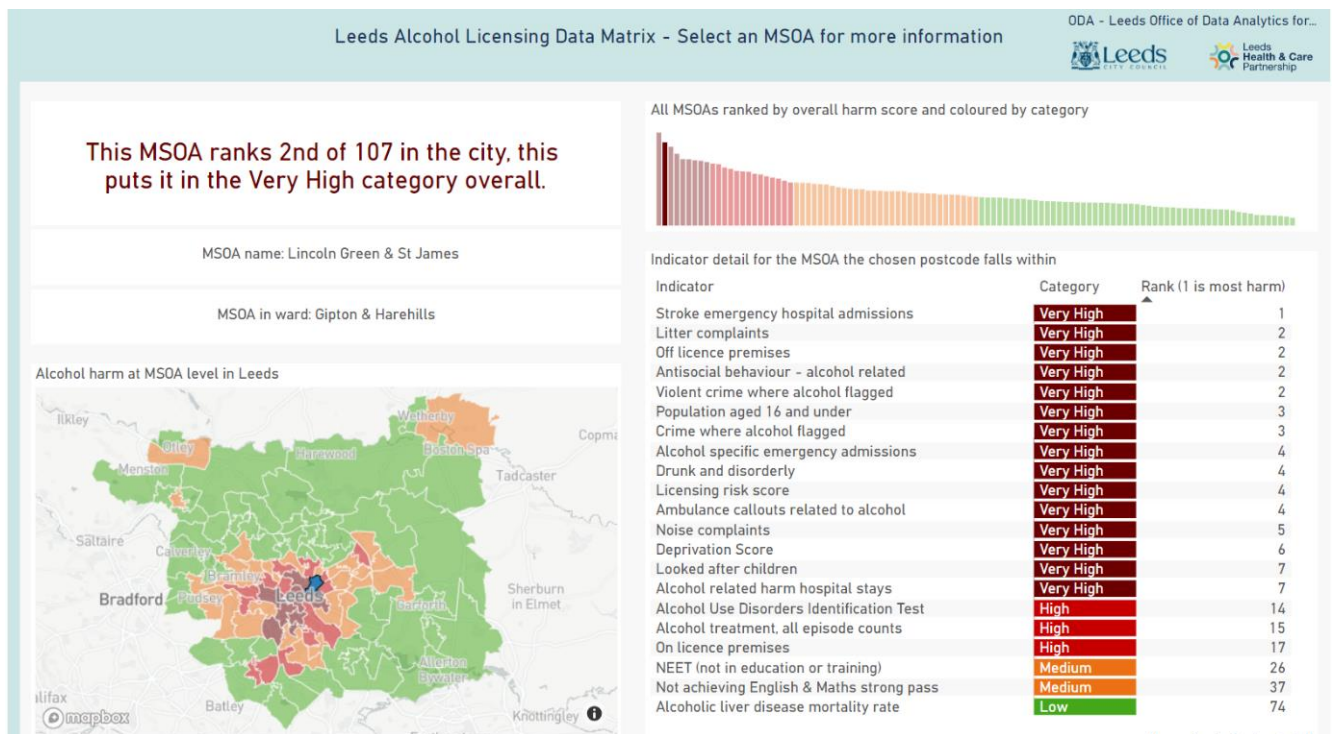 Leeds Alcohol Licensing Data Matrix - Select an MSOA for more information
ODA - Leeds Office of Data Analytics for...
Leeds
CITY COUNCIL
Leeds
Health & Care
Partnership
This MSOA ranks 2nd of 107 in the city, this
puts it in the Very High category overall.
MSOA name: Lincoln Green & St James
MSOA in ward: Gipton & Harehills
Alcohol harm at MSOA level in Leeds
Ilkley
Wetherby
Copma
Otley
Harewood
Boston Spa
Menston
Tadcaster
Saltaire
Calverley
Bramley
Sherburn
in Elmet
Bradford
Pudsey
Leeds
Garforth
Allerton
Bywater
alifax
Batley
Knottingley
mapbox
All MSOAs ranked by overall harm score and coloured by category
Indicator detail for the MSOA the chosen postcode falls within
Indicator Category Rank (1 is most harm)
Stroke emergency hospital admissions Very High 1
Litter complaints Very High 2
Off licence premises Very High 2
Antisocial behaviour - alcohol related Very High 2
Violent crime where alcohol flagged Very High 2
Population aged 16 and under Very High 3
Crime where alcohol flagged Very High 3
Alcohol specific emergency admissions Very High 4
Drunk and disorderly Very High 4
Licensing risk score Very High 4
Ambulance callouts related to alcohol Very High 4
Noise complaints Very High 5
Deprivation Score Very High 6
Looked after children Very High 7
Alcohol related harm hospital stays Very High 7
Alcohol Use Disorders Identification Test High 14
Alcohol treatment, all episode counts High 15
On licence premises High 17
NEET (not in education or training) Medium 26
Not achieving English & Maths strong pass Medium 37
Alcoholic liver disease mortality rate Low 74